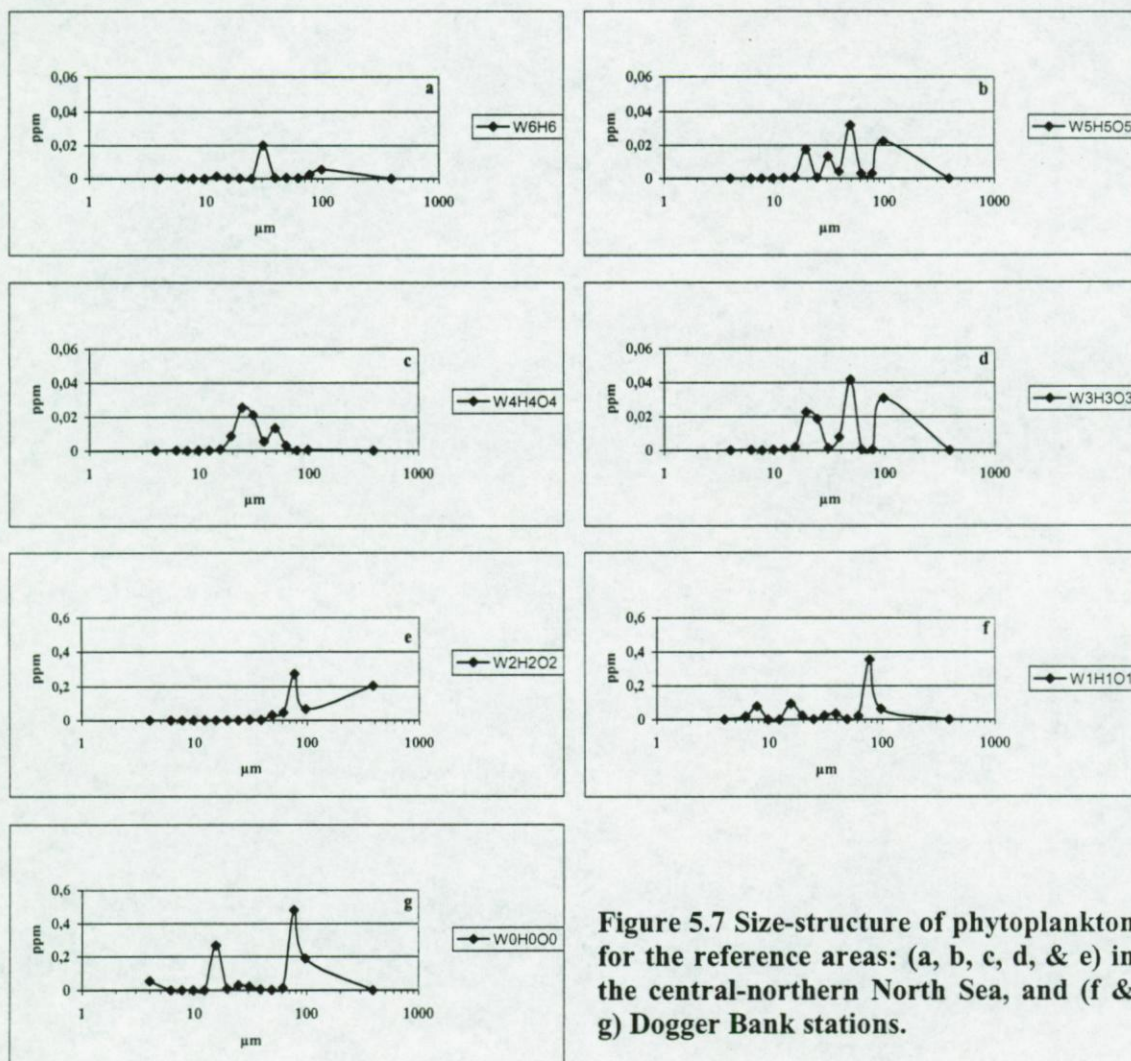 a
0,06
0,04
0,02
0
ppm
1 10 100 1000
µm
W6H6
b
0,06
0,04
0,02
0
ppm
1 10 100 1000
µm
W5H5O5
c
0,06
0,04
0,02
0
ppm
1 10 100 1000
µm
W4H4O4
d
0,06
0,04
0,02
0
ppm
1 10 100 1000
µm
W3H3O3
e
0,6
0,4
0,2
0
ppm
1 10 100 1000
µm
W2H2O2
f
0,6
0,4
0,2
0
ppm
1 10 100 1000
µm
W1H1O1
g
0,6
0,4
0,2
0
ppm
1 10 100 1000
µm
W0H0O0
Figure 5.7 Size-structure of phytoplankton
for the reference areas: (a, b, c, d, & e) in
the central-northern North Sea, and (f &
g) Dogger Bank stations.